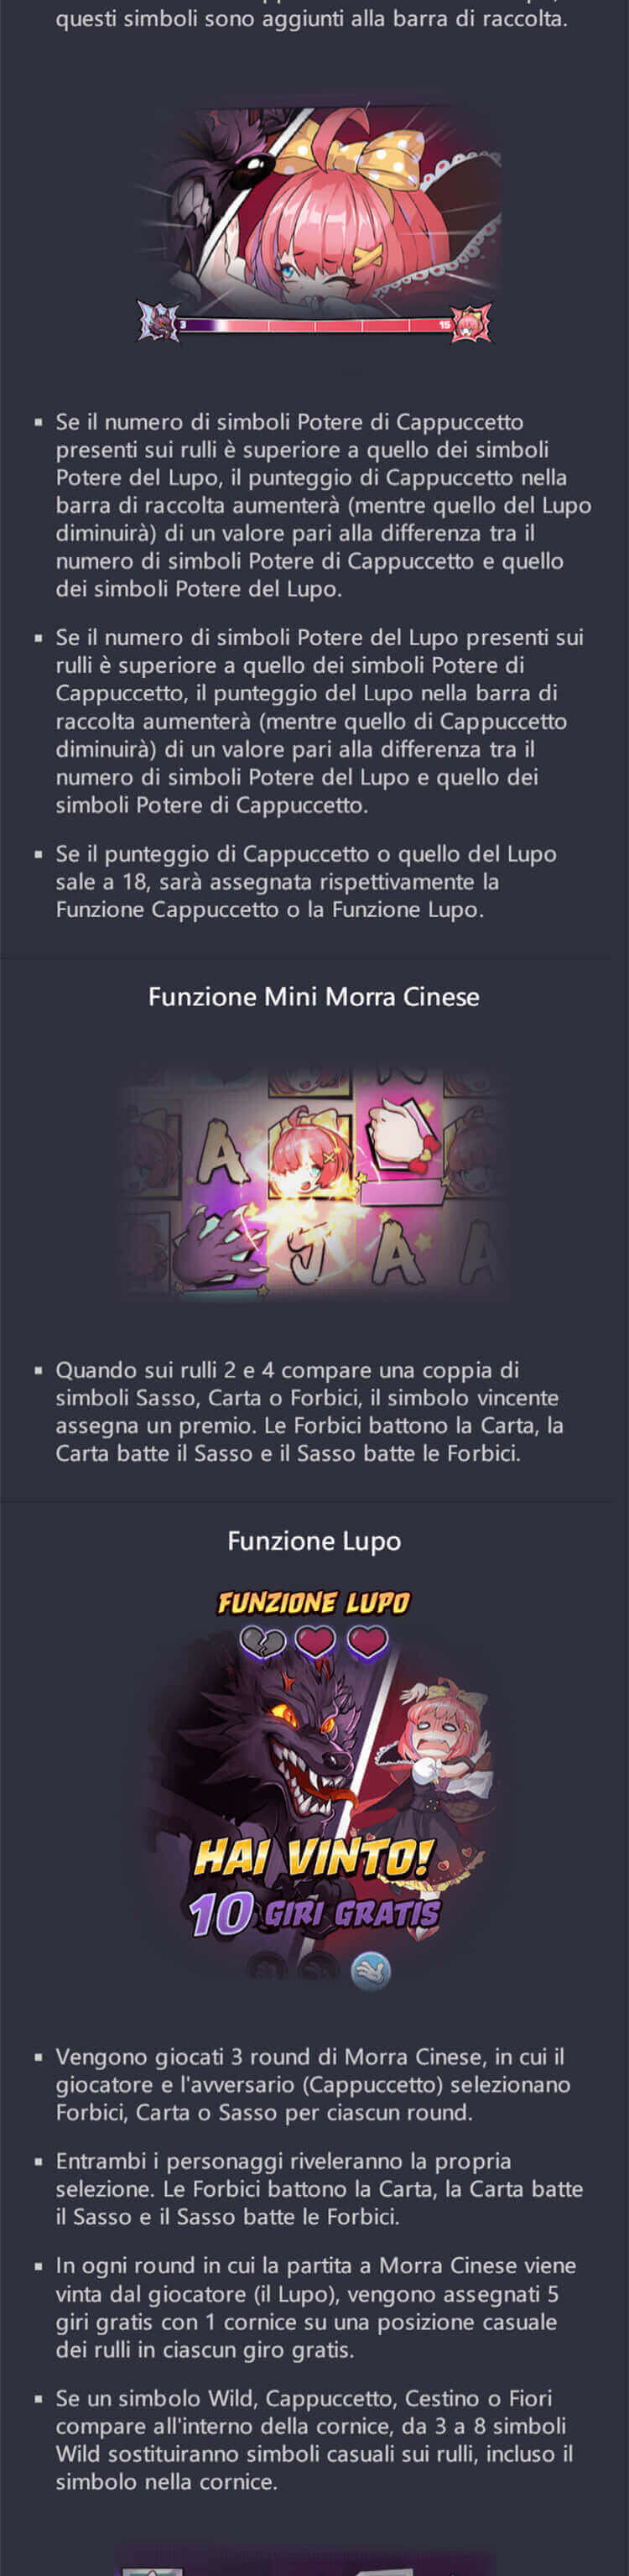 questi simboli sono aggiunti alla barra di raccolta.
3
15
Se il numero di simboli Potere di Cappuccetto
presenti sui rulli è superiore a quello dei simboli
Potere del Lupo, il punteggio di Cappuccetto nella
barra di raccolta aumenterà (mentre quello del Lupo
diminuirà) di un valore pari alla differenza tra il
numero di simboli Potere di Cappuccetto e quello
dei simboli Potere del Lupo.
Se il numero di simboli Potere del Lupo presenti sui
rulli è superiore a quello dei simboli Potere di
Cappuccetto, il punteggio del Lupo nella barra di
raccolta aumenterà (mentre quello di Cappuccetto
diminuirà) di un valore pari alla differenza tra il
numero di simboli Potere del Lupo e quello dei
simboli Potere di Cappuccetto.
Se il punteggio di Cappuccetto o quello del Lupo
sale a 18, sarà assegnata rispettivamente la
Funzione Cappuccetto o la Funzione Lupo.
Funzione Mini Morra Cinese
A
J A A
Quando sui rulli 2 e 4 compare una coppia di
simboli Sasso, Carta o Forbici, il simbolo vincente
assegna un premio. Le Forbici battono la Carta, la
Carta batte il Sasso e il Sasso batte le Forbici.
Funzione Lupo
FUNZIONE LUPO
HAI VINTO!
10 GIRI GRATIS
Vengono giocati 3 round di Morra Cinese, in cui il
giocatore e l'avversario (Cappuccetto) selezionano
Forbici, Carta o Sasso per ciascun round.
Entrambi i personaggi riveleranno la propria
selezione. Le Forbici battono la Carta, la Carta batte
il Sasso e il Sasso batte le Forbici.
In ogni round in cui la partita a Morra Cinese viene
vinta dal giocatore (il Lupo), vengono assegnati 5
giri gratis con 1 cornice su una posizione casuale
dei rulli in ciascun giro gratis.
Se un simbolo Wild, Cappuccetto, Cestino o Fiori
compare all'interno della cornice, da 3 a 8 simboli
Wild sostituiranno simboli casuali sui rulli, incluso il
simbolo nella cornice.